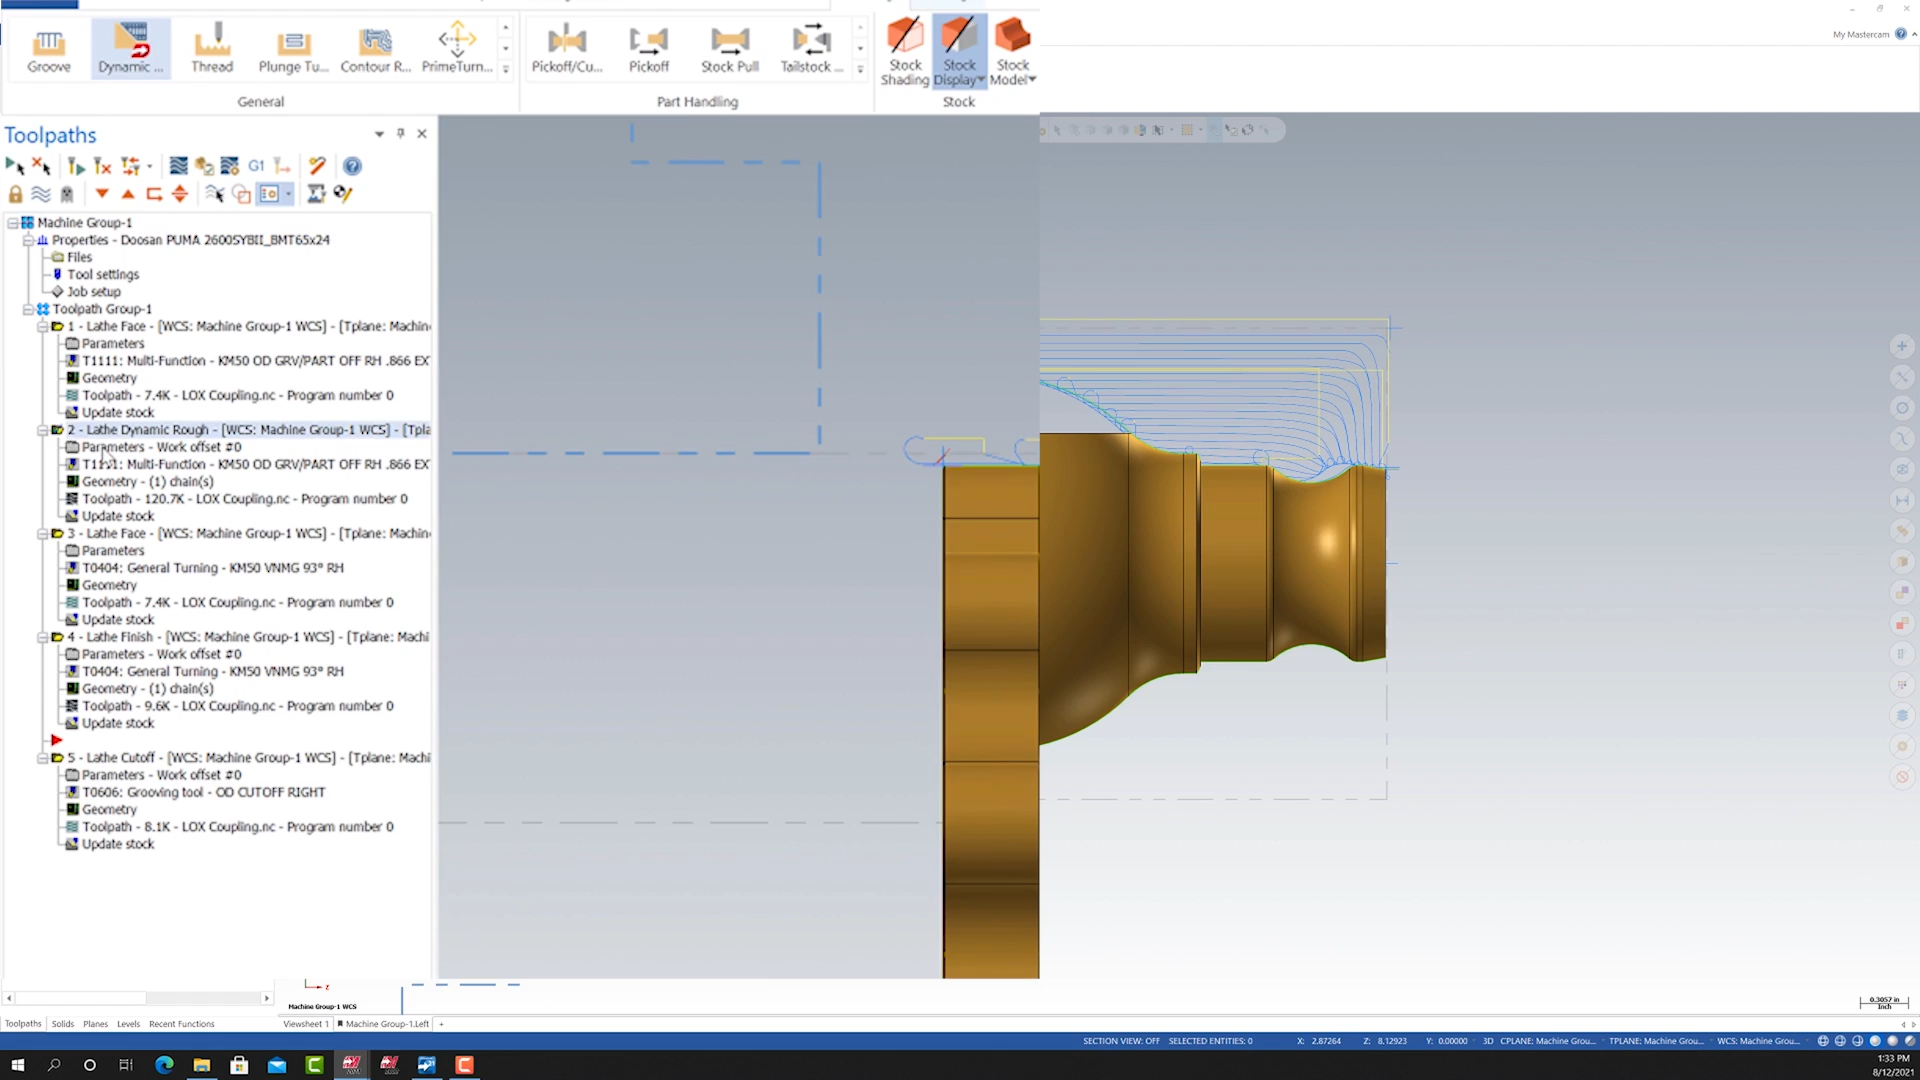 Groove
Dynamic ...
Thread
Plunge Tu...
Contour R...
PrimeTurn...
Pickoff/Cu...
Pickoff
Stock Pull
Tailstock ...
Stock Shading
Stock Display
Stock Model
General
Part Handling
Stock
My Mastercam
Toolpaths
G1
Machine Group-1
Properties - Doosan PUMA 2600SYBII_BMT65x24
Files
Tool settings
Job setup
Toolpath Group-1
1 - Lathe Face - [WCS: Machine Group-1 WCS] - [Tplane: Machin
Parameters
T1111: Multi-Function - KM50 OD GRV/PART OFF RH .866 EX
Geometry
Toolpath - 7.4K - LOX Coupling.nc - Program number 0
Update stock
2 - Lathe Dynamic Rough - [WCS: Machine Group-1 WCS] - [Tpla
Parameters - Work offset #0
T1111: Multi-Function - KM50 OD GRV/PART OFF RH .866 EX
Geometry - (1) chain(s)
Toolpath - 120.7K - LOX Coupling.nc - Program number 0
Update stock
3 - Lathe Face - [WCS: Machine Group-1 WCS] - [Tplane: Machin
Parameters
T0404: General Turning - KM50 VNMG 93° RH
Geometry
Toolpath - 7.4K - LOX Coupling.nc - Program number 0
Update stock
4 - Lathe Finish - [WCS: Machine Group-1 WCS] - [Tplane: Machi
Parameters - Work offset #0
T0404: General Turning - KM50 VNMG 93° RH
Geometry - (1) chain(s)
Toolpath - 9.6K - LOX Coupling.nc - Program number 0
Update stock
5 - Lathe Cutoff - [WCS: Machine Group-1 WCS] - [Tplane: Machi
Parameters - Work offset #0
T0606: Grooving tool - OD CUTOFF RIGHT
Geometry
Toolpath - 8.1K - LOX Coupling.nc - Program number 0
Update stock
Z
Machine Group-1 WCS
0.3057 in
Inch
Toolpaths Solids Planes Levels Recent Functions
Viewsheet 1 Machine Group-1.Left +
SECTION VIEW: OFF SELECTED ENTITIES: 0 X: 2.87264 Z: 8.12923 Y: 0.00000 3D CPLANE: Machine Grou... TPLANE: Machine Grou... WCS: Machine Grou...
1:33 PM
8/12/2021